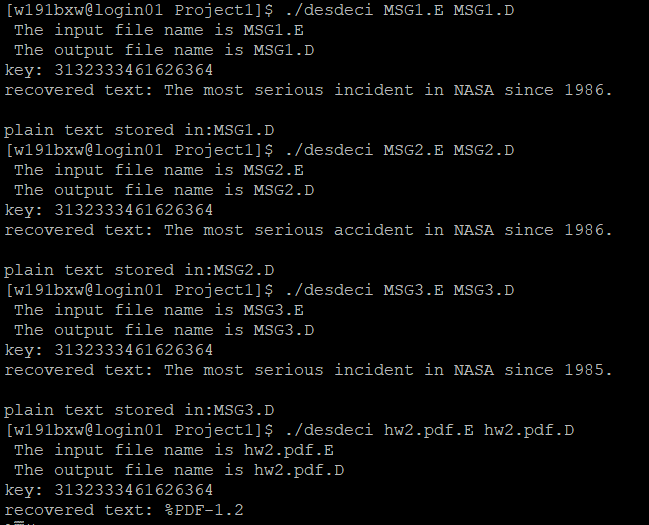 [w191bxw@login01 Project1]$ ./desdeci MSG1.E MSG1.D
The input file name is MSG1.E
The output file name is MSG1.D
key: 3132333461626364
recovered text: The most serious incident in NASA since 1986.
plain text stored in:MSG1.D
[w191bxw@login01 Project1]$ ./desdeci MSG2.E MSG2.D
The input file name is MSG2.E
The output file name is MSG2.D
key: 3132333461626364
recovered text: The most serious accident in NASA since 1986.
plain text stored in:MSG2.D
[w191bxw@login01 Project1]$ ./desdeci MSG3.E MSG3.D
The input file name is MSG3.E
The output file name is MSG3.D
key: 3132333461626364
recovered text: The most serious incident in NASA since 1985.
plain text stored in:MSG3.D
[w191bxw@login01 Project1]$ ./desdeci hw2.pdf.E hw2.pdf.D
The input file name is hw2.pdf.E
The output file name is hw2.pdf.D
key: 3132333461626364
recovered text: %PDF-1.2